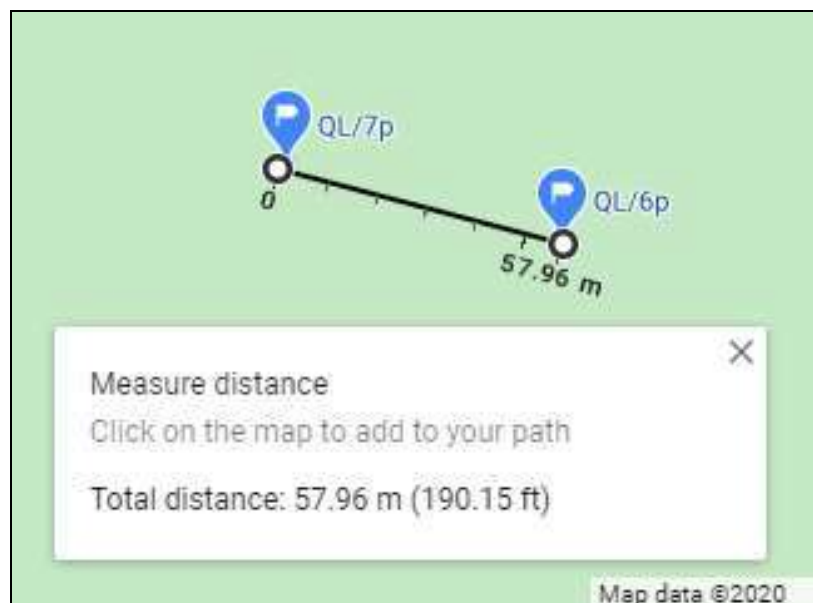 QL/7p
QL/6p
0
57.96 m
Measure distance
Click on the map to add to your path
Total distance: 57.96 m (190.15 ft)
Map data ©2020